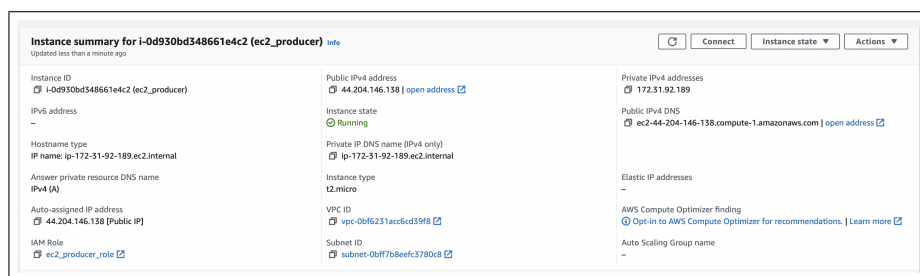 Instance summary for i-0d930bd348661e4c2 (ec2_producer) Info
Updated less than a minute ago
Connect
Instance state
Actions
Instance ID
i-0d930bd348661e4c2 (ec2_producer)
Public IPv4 address
44.204.146.138 | open address
Private IPv4 addresses
172.31.92.189
IPv6 address
–
Instance state
Running
Public IPv4 DNS
ec2-44-204-146-138.compute-1.amazonaws.com | open address
Hostname type
IP name: ip-172-31-92-189.ec2.internal
Private IP DNS name (IPv4 only)
ip-172-31-92-189.ec2.internal
Answer private resource DNS name
IPv4 (A)
Instance type
t2.micro
Elastic IP addresses
–
Auto-assigned IP address
44.204.146.138 [Public IP]
VPC ID
vpc-0bf6231acc6cd39f8
AWS Compute Optimizer finding
Opt-in to AWS Compute Optimizer for recommendations. | Learn more
IAM Role
ec2_producer_role
Subnet ID
subnet-0bff7b8eefc3780c8
Auto Scaling Group name
–